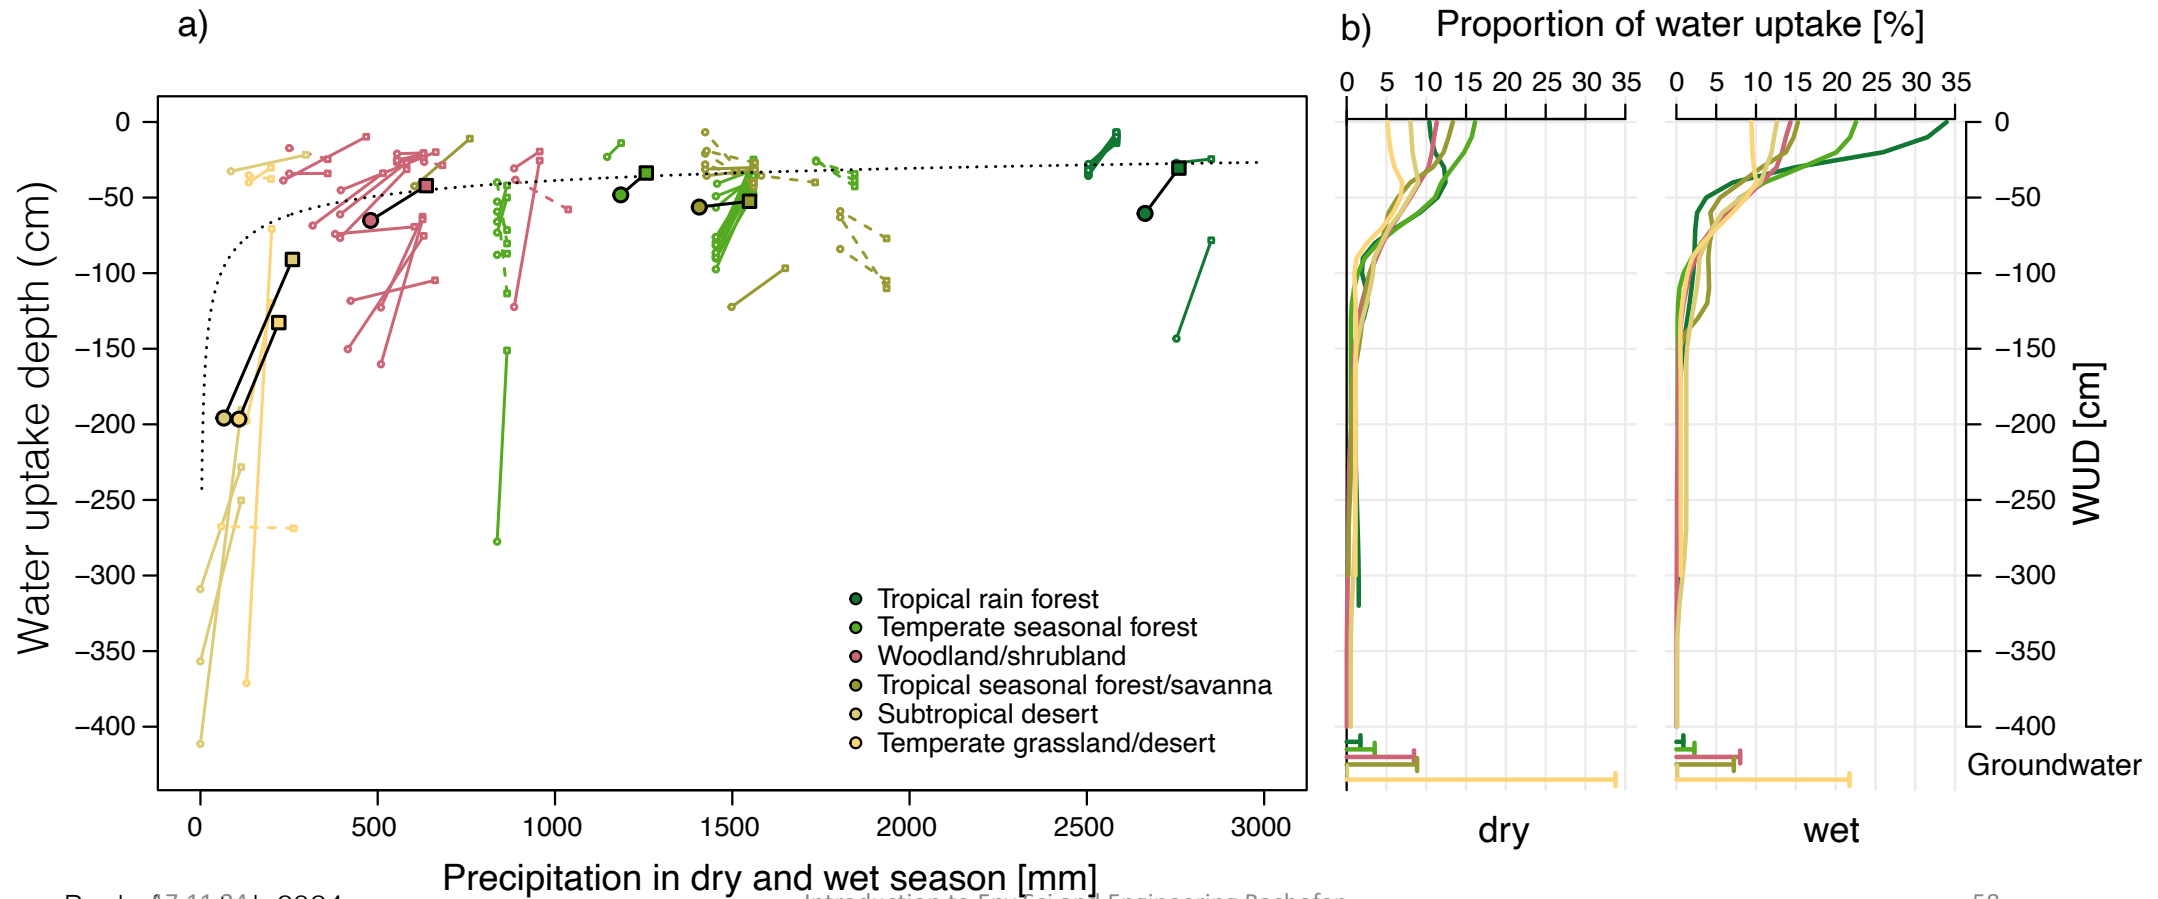 a)
b)
Proportion of water uptake [%]
0 5 10 15 20 25 30 35
0 5 10 15 20 25 30 35
Water uptake depth (cm)
0
−50
−100
−150
−200
−250
−300
−350
−400
Tropical rain forest
Temperate seasonal forest
Woodland/shrubland
Tropical seasonal forest/savanna
Subtropical desert
Temperate grassland/desert
0 500 1000 1500 2000 2500 3000
Precipitation in dry and wet season [mm]
0
−50
−100
−150
−200
−250
−300
−350
−400
WUD [cm]
Groundwater
dry
wet